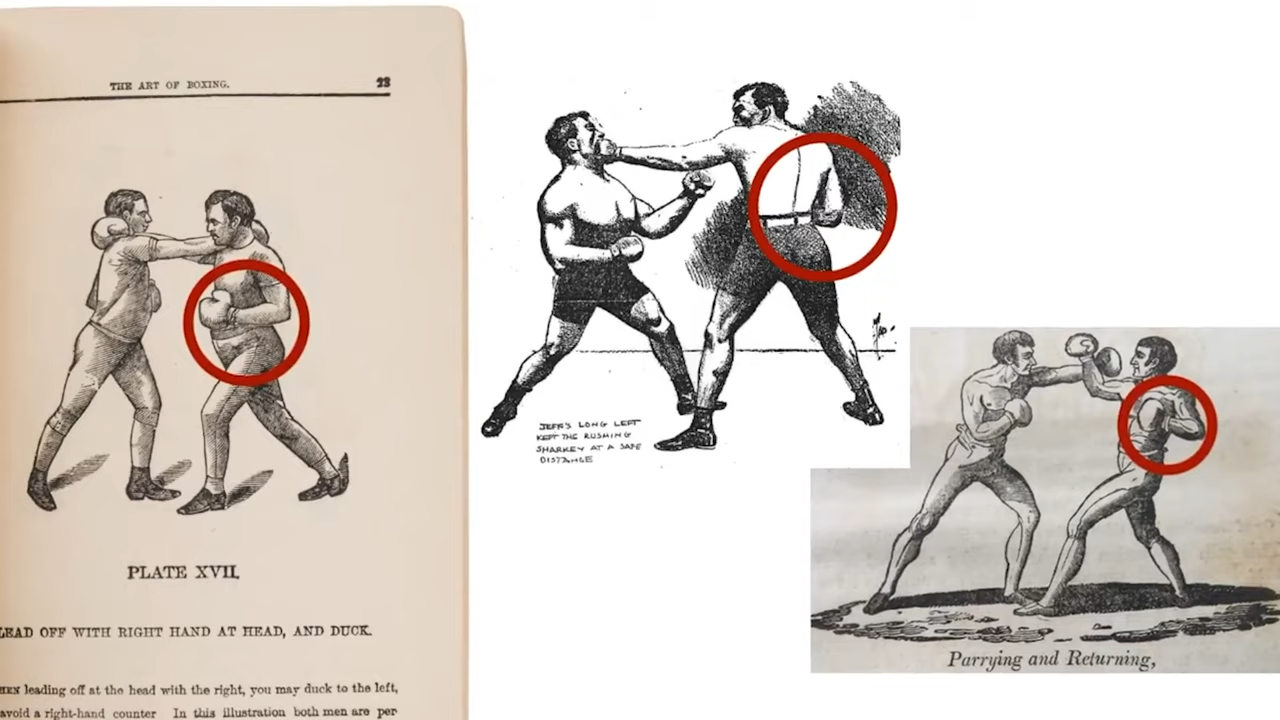 THE ART OF BOXING.
23
PLATE XVII.
LEAD OFF WITH RIGHT HAND AT HEAD, AND DUCK.
HEN leading off at the head with the right, you may duck to the left,
avoid a right-hand counter In this illustration both men are per-
JEFF'S LONG LEFT
KEPT THE RUSHING
SHARKEY AT A SAFE
DISTANCE
Parrying and Returning,